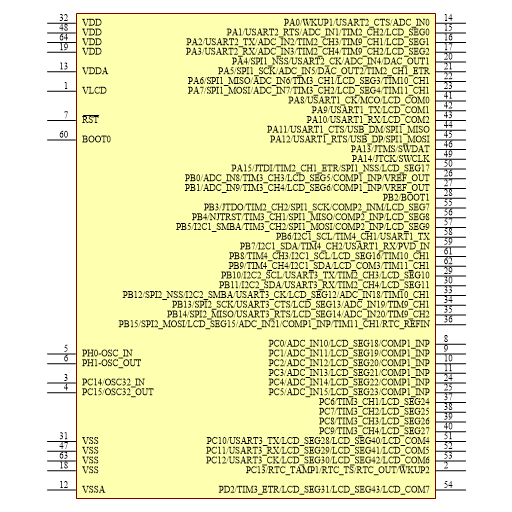 32 VDD PA0/WKUP1/USART2_CTS/ADC_IN0 14
48 VDD PA1/USART2_RTS/ADC_IN1/TIM2_CH2/LCD_SEG0 15
64 VDD PA2/USART2_TX/ADC_IN2/TIM2_CH3/TIM9_CH1/LCD_SEG1 16
19 VDD PA3/USART2_RX/ADC_IN3/TIM2_CH4/TIM9_CH2/LCD_SEG2 17
PA4/SPI1_NSS/USART2_CK/ADC_IN4/DAC_OUT1 20
13 VDDA PA5/SPI1_SCK/ADC_IN5/DAC_OUT2/TIM2_CH1_ETR 21
PA6/SPI1_MISO/ADC_IN6/TIM3_CH1/LCD_SEG3/TIM10_CH1 22
1 VLCD PA7/SPI1_MOSI/ADC_IN7/TIM3_CH2/LCD_SEG4/TIM11_CH1 23
PA8/USART1_CK/MCO/LCD_COM0 41
PA9/USART1_TX/LCD_COM1 42
7 RST PA10/USART1_RX/LCD_COM2 43
PA11/USART1_CTS/USB_DM/SPI1_MISO 44
60 BOOT0 PA12/USART1_RTS/USB_DP/SPI1_MOSI 45
PA13/JTMS/SWDAT 46
PA14/JTCK/SWCLK 49
PA15/JTDI/TIM2_CH1_ETR/SPI1_NSS/LCD_SEG17 50
PB0/ADC_IN8/TIM3_CH3/LCD_SEG5/COMP1_INP/VREF_OUT 26
PB1/ADC_IN9/TIM3_CH4/LCD_SEG6/COMP1_INP/VREF_OUT 27
PB2/BOOT1 28
PB3/JTDO/TIM2_CH2/SPI1_SCK/COMP2_INM/LCD_SEG7 55
PB4/NJTRST/TIM3_CH1/SPI1_MISO/COMP2_INP/LCD_SEG8 56
PB5/I2C1_SMBA/TIM3_CH2/SPI1_MOSI/COMP2_INP/LCD_SEG9 57
PB6/I2C1_SCL/TIM4_CH1/USART1_TX 58
PB7/I2C1_SDA/TIM4_CH2/USART1_RX/PVD_IN 59
PB8/TIM4_CH3/I2C1_SCL/LCD_SEG16/TIM10_CH1 61
PB9/TIM4_CH4/I2C1_SDA/LCD_COM3/TIM11_CH1 62
PB10/I2C2_SCL/USART3_TX/TIM2_CH3/LCD_SEG10 29
PB11/I2C2_SDA/USART3_RX/TIM2_CH4/LCD_SEG11 30
PB12/SPI2_NSS/I2C2_SMBA/USART3_CK/LCD_SEG12/ADC_IN18/TIM10_CH1 33
PB13/SPI2_SCK/USART3_CTS/LCD_SEG13/ADC_IN19/TIM9_CH1 34
PB14/SPI2_MISO/USART3_RTS/LCD_SEG14/ADC_IN20/TIM9_CH2 35
PB15/SPI2_MOSI/LCD_SEG15/ADC_IN21/COMP1_INP/TIM11_CH1/RTC_REFIN 36
PC0/ADC_IN10/LCD_SEG18/COMP1_INP 8
5 PH0-OSC_IN PC1/ADC_IN11/LCD_SEG19/COMP1_INP 9
6 PH1-OSC_OUT PC2/ADC_IN12/LCD_SEG20/COMP1_INP 10
PC3/ADC_IN13/LCD_SEG21/COMP1_INP 11
3 PC14/OSC32_IN PC4/ADC_IN14/LCD_SEG22/COMP1_INP 24
4 PC15/OSC32_OUT PC5/ADC_IN15/LCD_SEG23/COMP1_INP 25
PC6/TIM3_CH1/LCD_SEG24 37
PC7/TIM3_CH2/LCD_SEG25 38
PC8/TIM3_CH3/LCD_SEG26 39
PC9/TIM3_CH4/LCD_SEG27 40
31 VSS PC10/USART3_TX/LCD_SEG28/LCD_SEG40/LCD_COM4 51
47 VSS PC11/USART3_RX/LCD_SEG29/LCD_SEG41/LCD_COM5 52
63 VSS PC12/USART3_CK/LCD_SEG30/LCD_SEG42/LCD_COM6 53
18 VSS PC13/RTC_TAMP1/RTC_TS/RTC_OUT/WKUP2 2
12 VSSA PD2/TIM3_ETR/LCD_SEG31/LCD_SEG43/LCD_COM7 54